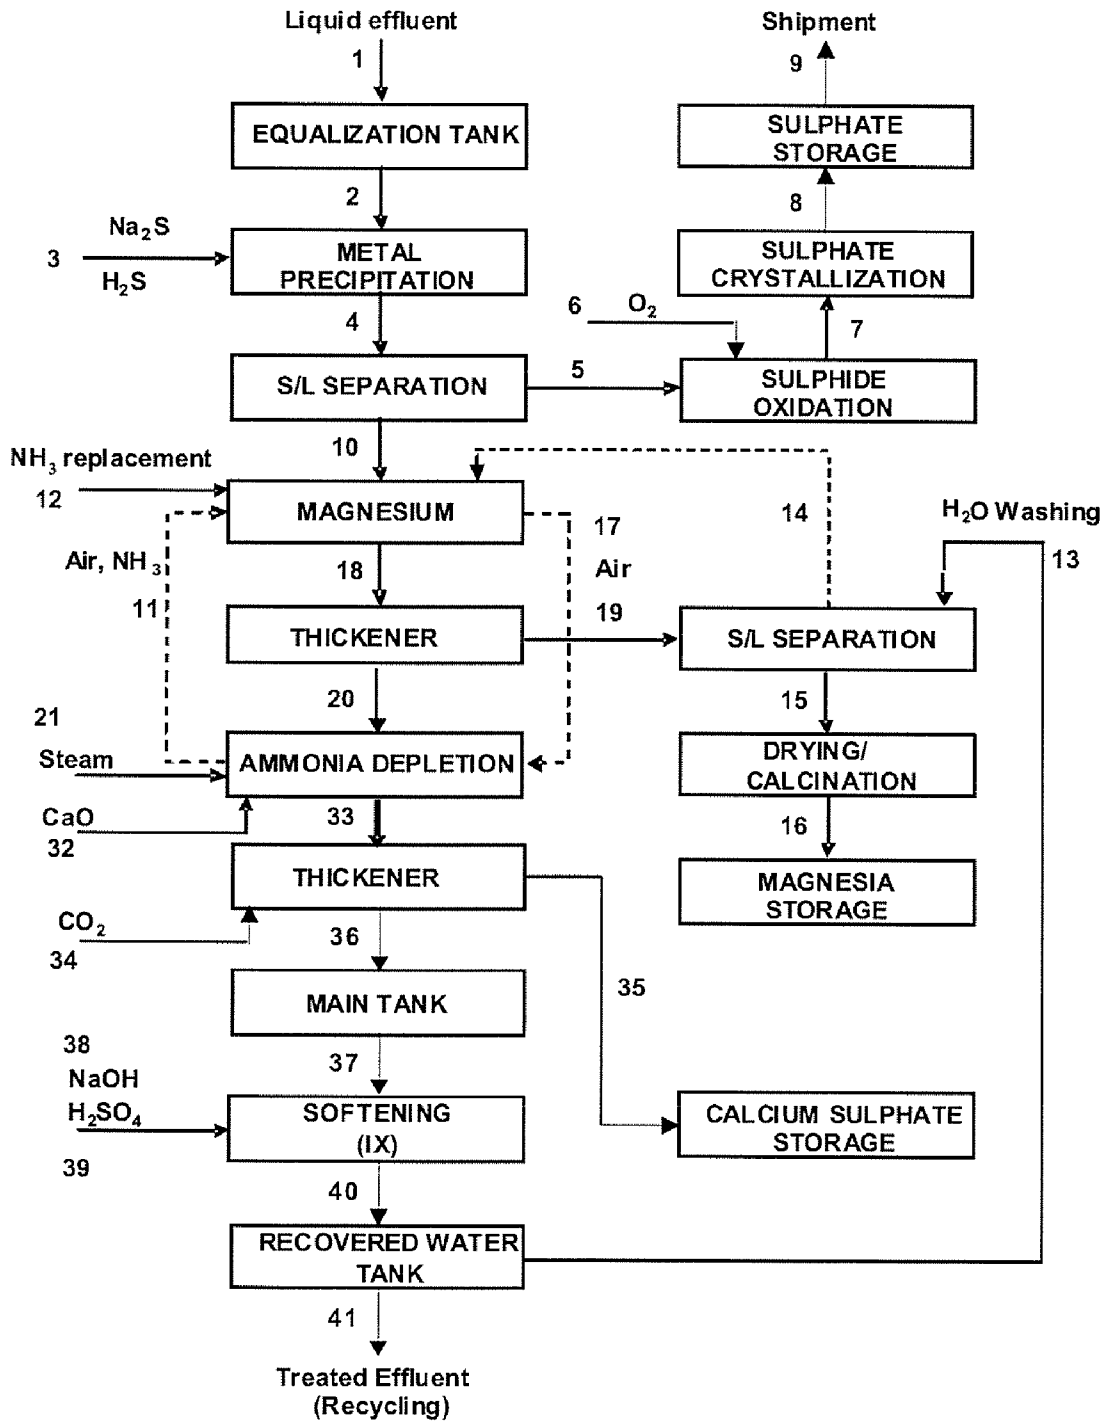 Liquid effluent
Shipment
1
9
EQUALIZATION TANK
SULPHATE
STORAGE
2
8
Na₂S
3
H₂S
METAL
PRECIPITATION
SULPHATE
CRYSTALLIZATION
6
O₂
4
7
S/L SEPARATION
5
SULPHIDE
OXIDATION
10
NH₃ replacement
12
MAGNESIUM
17
14
H₂O Washing
13
Air, NH₃
11
18
Air
19
THICKENER
S/L SEPARATION
20
15
21
Steam
AMMONIA DEPLETION
DRYING/
CALCINATION
CaO
32
33
16
THICKENER
MAGNESIA
STORAGE
CO₂
34
36
35
MAIN TANK
38
37
NaOH
H₂SO₄
39
SOFTENING
(IX)
CALCIUM SULPHATE
STORAGE
40
RECOVERED WATER
TANK
41
Treated Effluent
(Recycling)